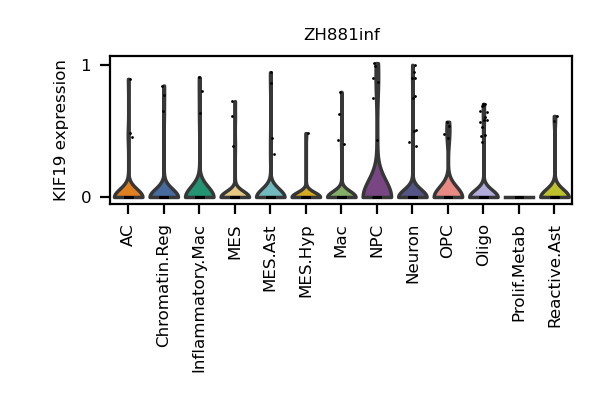 ZH881inf
KIF19 expression
1
0
AC
Chromatin.Reg
Inflammatory.Mac
MES
MES.Ast
MES.Hyp
Mac
NPC
Neuron
OPC
Oligo
Prolif.Metab
Reactive.Ast